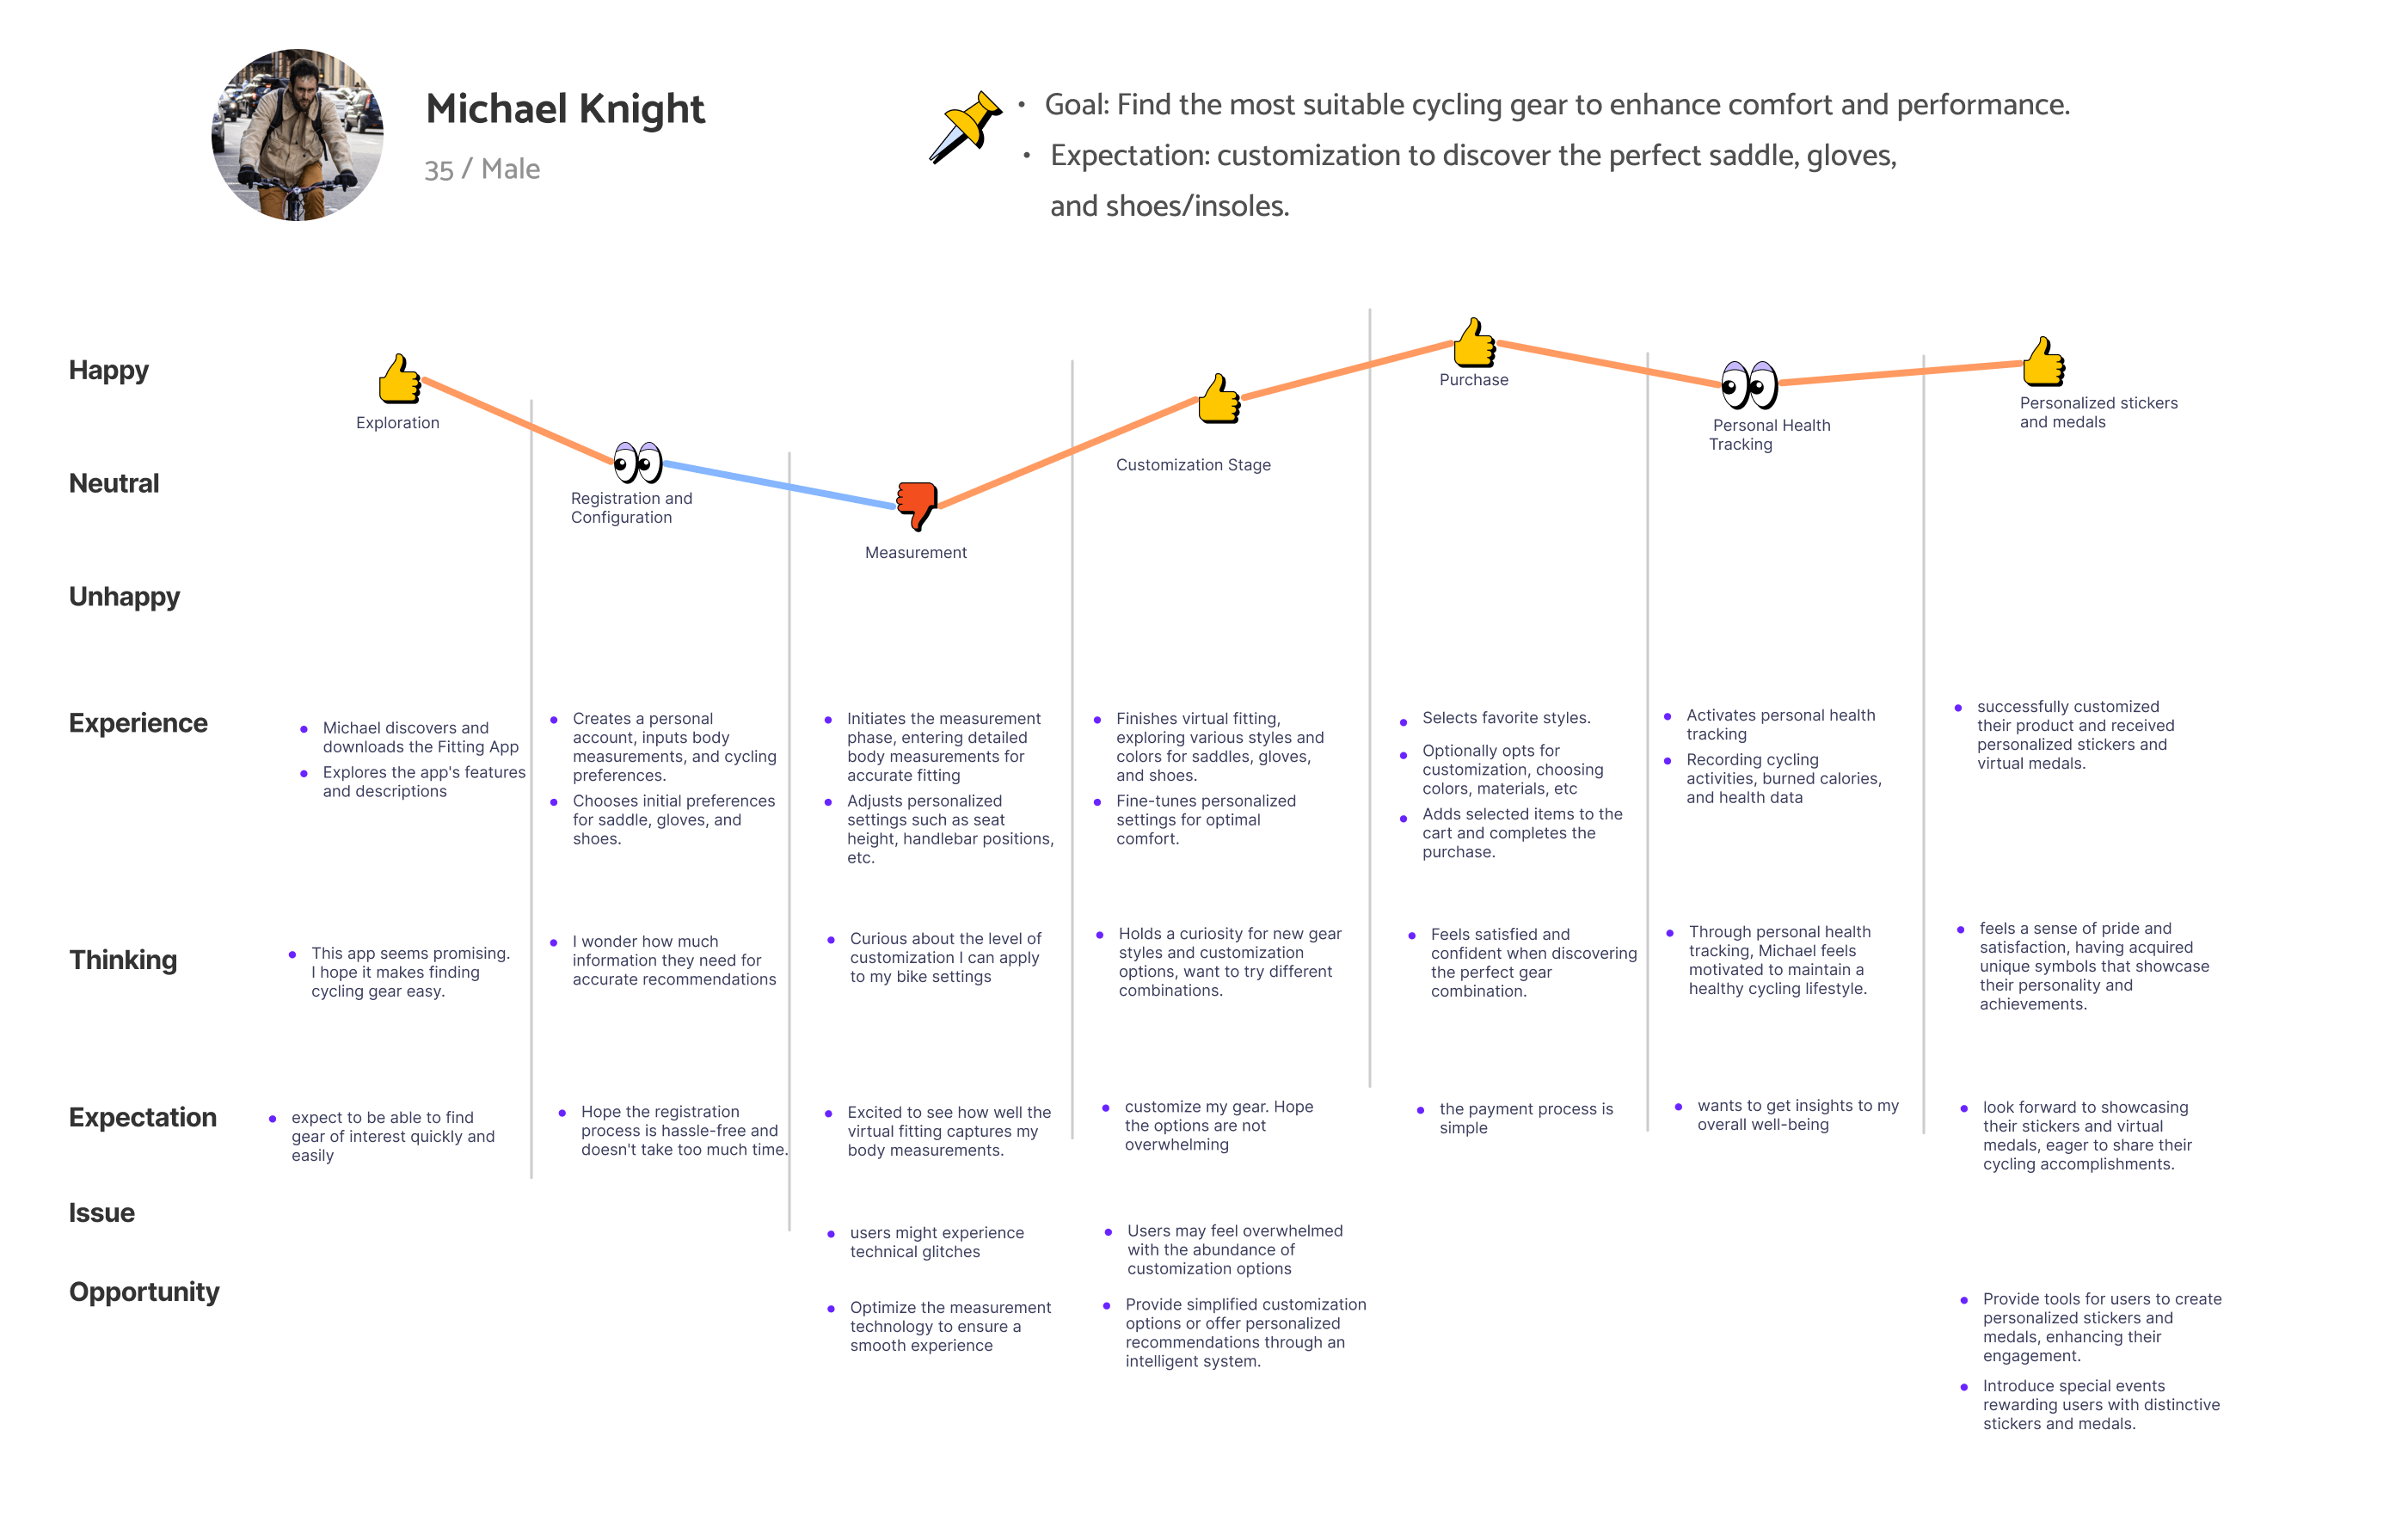 Michael Knight
35 / Male
• Goal: Find the most suitable cycling gear to enhance comfort and performance.
• Expectation: customization to discover the perfect saddle, gloves,
and shoes/insoles.
Happy
Neutral
Unhappy
Exploration
Registration and
Configuration
Measurement
Customization Stage
Purchase
Personal Health
Tracking
Personalized stickers
and medals
Experience
• Michael discovers and
downloads the Fitting App
• Explores the app's features
and descriptions
• Creates a personal
account, inputs body
measurements, and cycling
preferences.
• Chooses initial preferences
for saddle, gloves, and
shoes.
• Initiates the measurement
phase, entering detailed
body measurements for
accurate fitting
• Adjusts personalized
settings such as seat
height, handlebar positions,
etc.
• Finishes virtual fitting,
exploring various styles and
colors for saddles, gloves,
and shoes.
• Fine-tunes personalized
settings for optimal
comfort.
• Selects favorite styles.
• Optionally opts for
customization, choosing
colors, materials, etc
• Adds selected items to the
cart and completes the
purchase.
• Activates personal health
tracking
• Recording cycling
activities, burned calories,
and health data
• successfully customized
their product and received
personalized stickers and
virtual medals.
Thinking
• This app seems promising.
I hope it makes finding
cycling gear easy.
• I wonder how much
information they need for
accurate recommendations
• Curious about the level of
customization I can apply
to my bike settings
• Holds a curiosity for new gear
styles and customization
options, want to try different
combinations.
• Feels satisfied and
confident when discovering
the perfect gear
combination.
• Through personal health
tracking, Michael feels
motivated to maintain a
healthy cycling lifestyle.
• feels a sense of pride and
satisfaction, having acquired
unique symbols that showcase
their personality and
achievements.
Expectation
• expect to be able to find
gear of interest quickly and
easily
• Hope the registration
process is hassle-free and
doesn't take too much time.
• Excited to see how well the
virtual fitting captures my
body measurements.
• customize my gear. Hope
the options are not
overwhelming
• the payment process is
simple
• wants to get insights to my
overall well-being
• look forward to showcasing
their stickers and virtual
medals, eager to share their
cycling accomplishments.
Issue
• users might experience
technical glitches
• Users may feel overwhelmed
with the abundance of
customization options
Opportunity
• Optimize the measurement
technology to ensure a
smooth experience
• Provide simplified customization
options or offer personalized
recommendations through an
intelligent system.
• Provide tools for users to create
personalized stickers and
medals, enhancing their
engagement.
• Introduce special events
rewarding users with distinctive
stickers and medals.